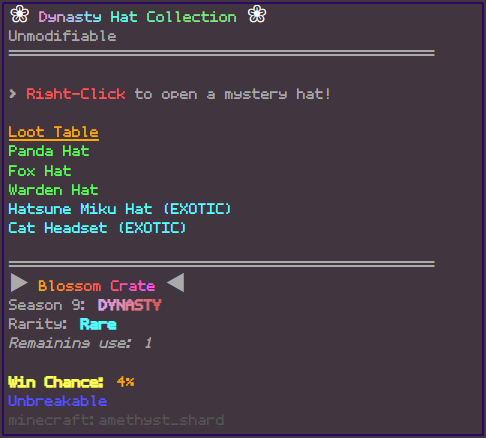 ❀ Dynasty Hat Collection ❀
Unmodifiable
> Right-Click to open a mystery hat!
Loot Table
Panda Hat
Fox Hat
Warden Hat
Hatsune Miku Hat (EXOTIC)
Cat Headset (EXOTIC)
▶ Blossom Crate ◀
Season 9: DYNASTY
Rarity: Rare
Remaining use: 1
Win Chance: 4%
Unbreakable
minecraft:amethyst_shard